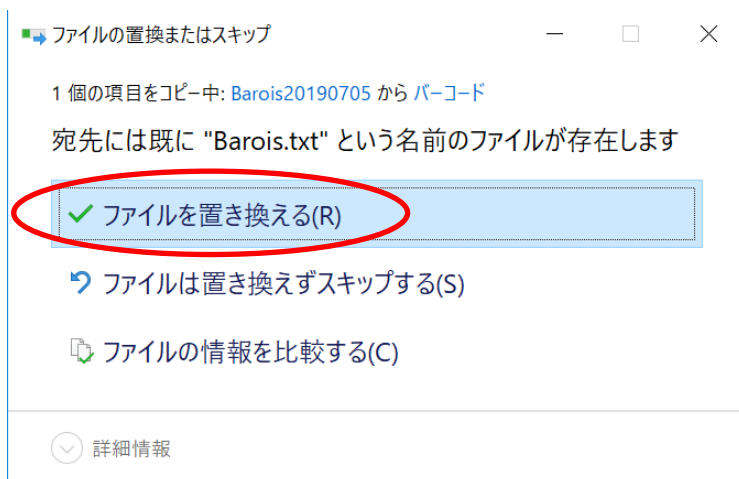 ファイルの置換またはスキップ
1 個の項目をコピー中: Barois20190705 から バーコード
宛先には既に "Barois.txt" という名前のファイルが存在します
ファイルを置き換える(R)
ファイルは置き換えずスキップする(S)
ファイルの情報を比較する(C)
詳細情報